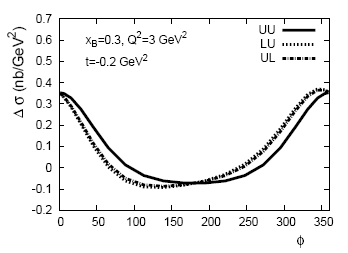 0.7
0.6
0.5
0.4
0.3
0.2
0.1
0
-0.1
-0.2
Δ σ (nb/GeV²)
x_B=0.3, Q²=3 GeV²
t=-0.2 GeV²
UU
LU
UL
0 50 100 150 200 250 300 350
ϕ